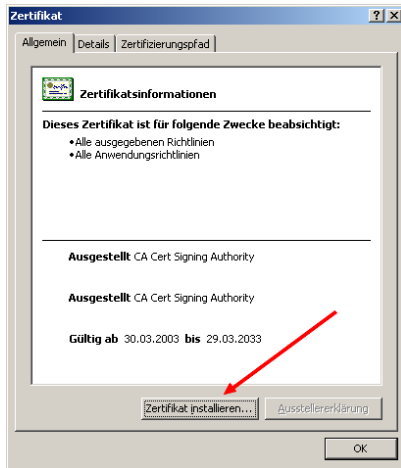 Zertifikat
Allgemein Details Zertifizierungspfad
Zertifikatsinformationen
Dieses Zertifikat ist für folgende Zwecke beabsichtigt:
•Alle ausgegebenen Richtlinien
•Alle Anwendungsrichtlinien
Ausgestellt CA Cert Signing Authority
Ausgestellt CA Cert Signing Authority
Gültig ab 30.03.2003 bis 29.03.2033
Zertifikat installieren... Ausstellererklärung
OK